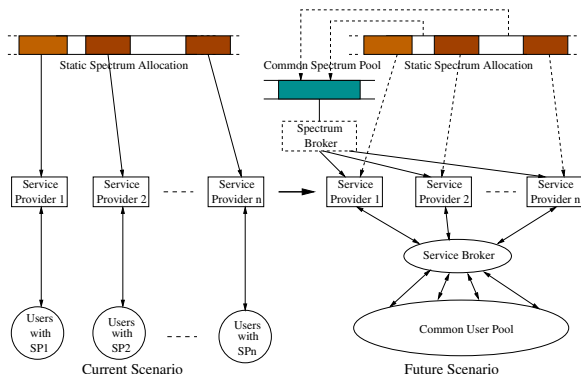 Static Spectrum Allocation
Common Spectrum Pool
Static Spectrum Allocation
Spectrum
Broker
Service
Provider 1
Service
Provider 2
Service
Provider n
Service
Provider 1
Service
Provider 2
Service
Provider n
Service Broker
Users
with
SP1
Users
with
SP2
Users
with
SPn
Common User Pool
Current Scenario
Future Scenario